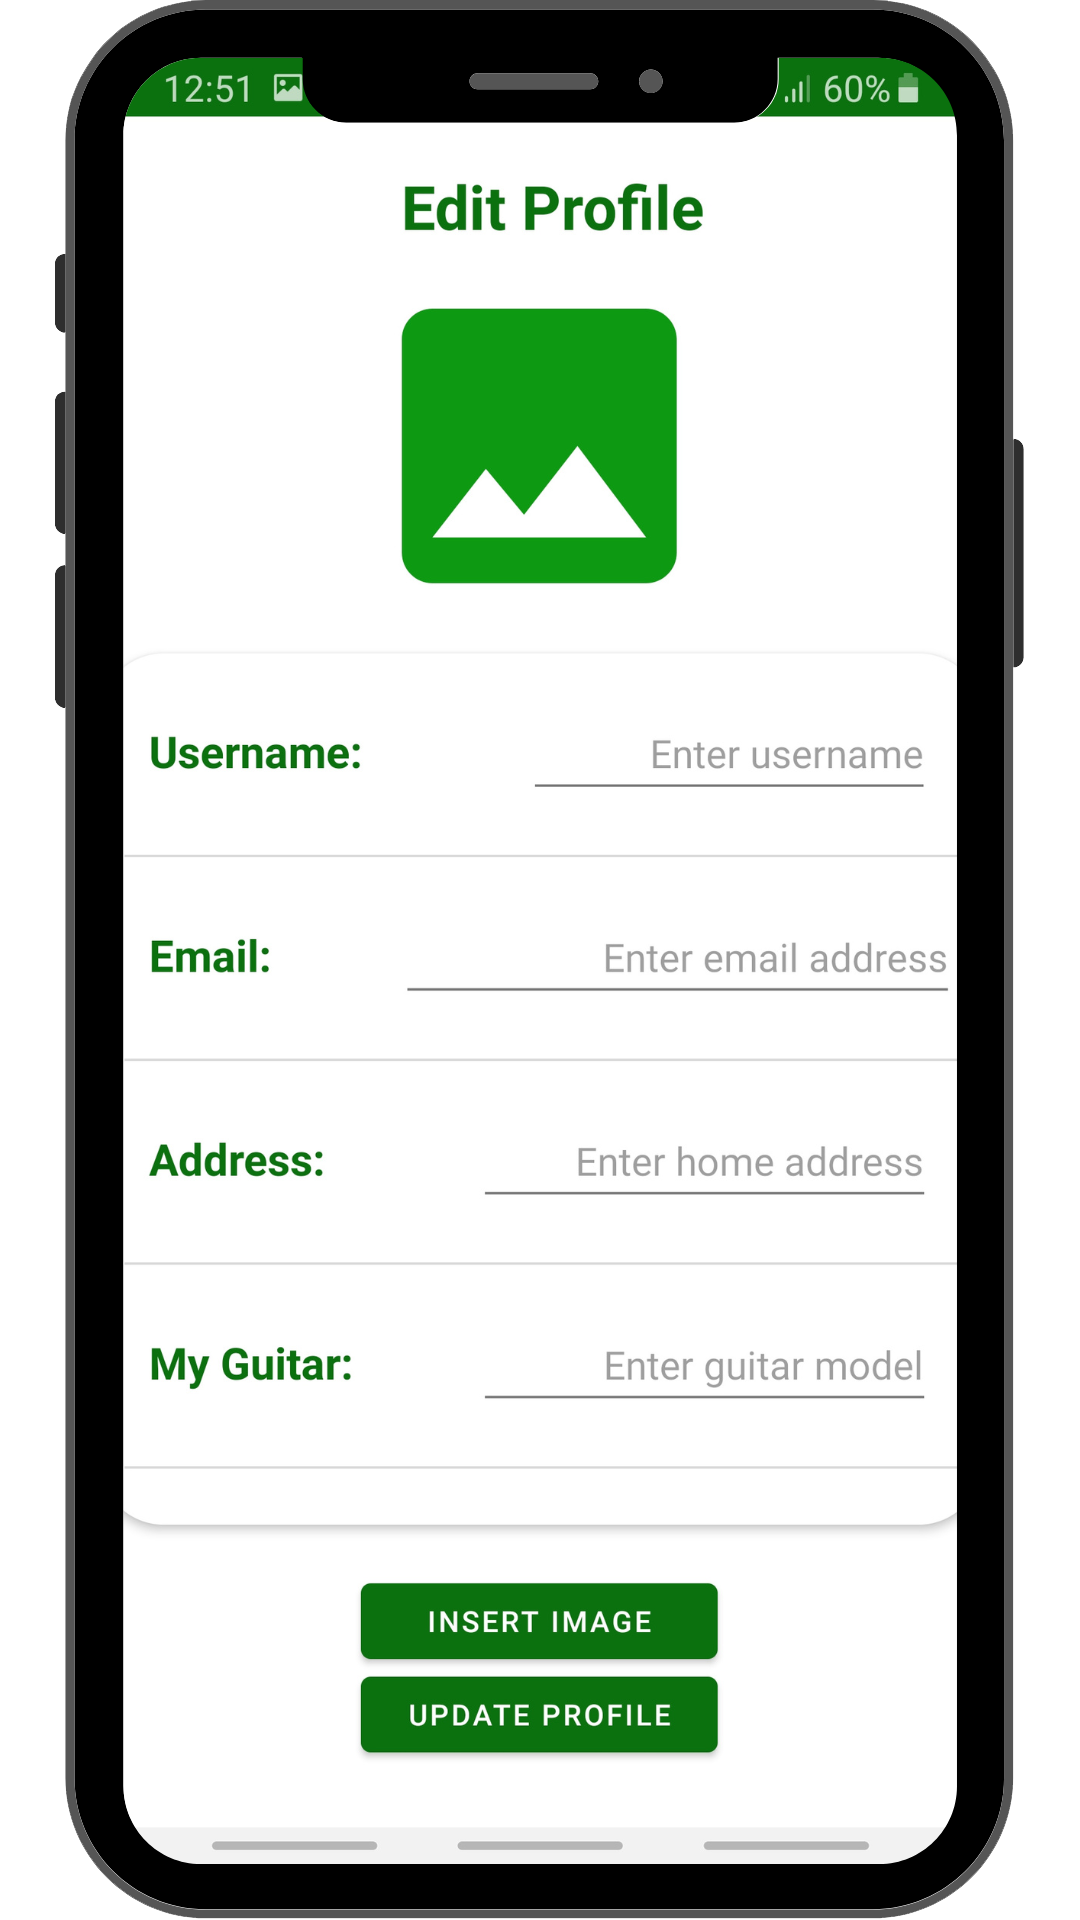 12:51 60%
Edit Profile
Username: Enter username
Email: Enter email address
Address: Enter home address
My Guitar: Enter guitar model
INSERT IMAGE
UPDATE PROFILE